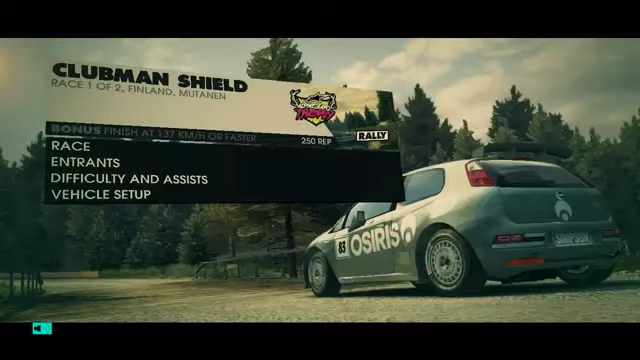 CLUBMAN SHIELD
RACE 1 OF 2, FINLAND, MUTANEN
BONUS FINISH AT 137 KM/H OR FASTER
250 REP
RALLY
RACE
ENTRANTS
DIFFICULTY AND ASSISTS
VEHICLE SETUP
83
OSIRIS
SIMPSON